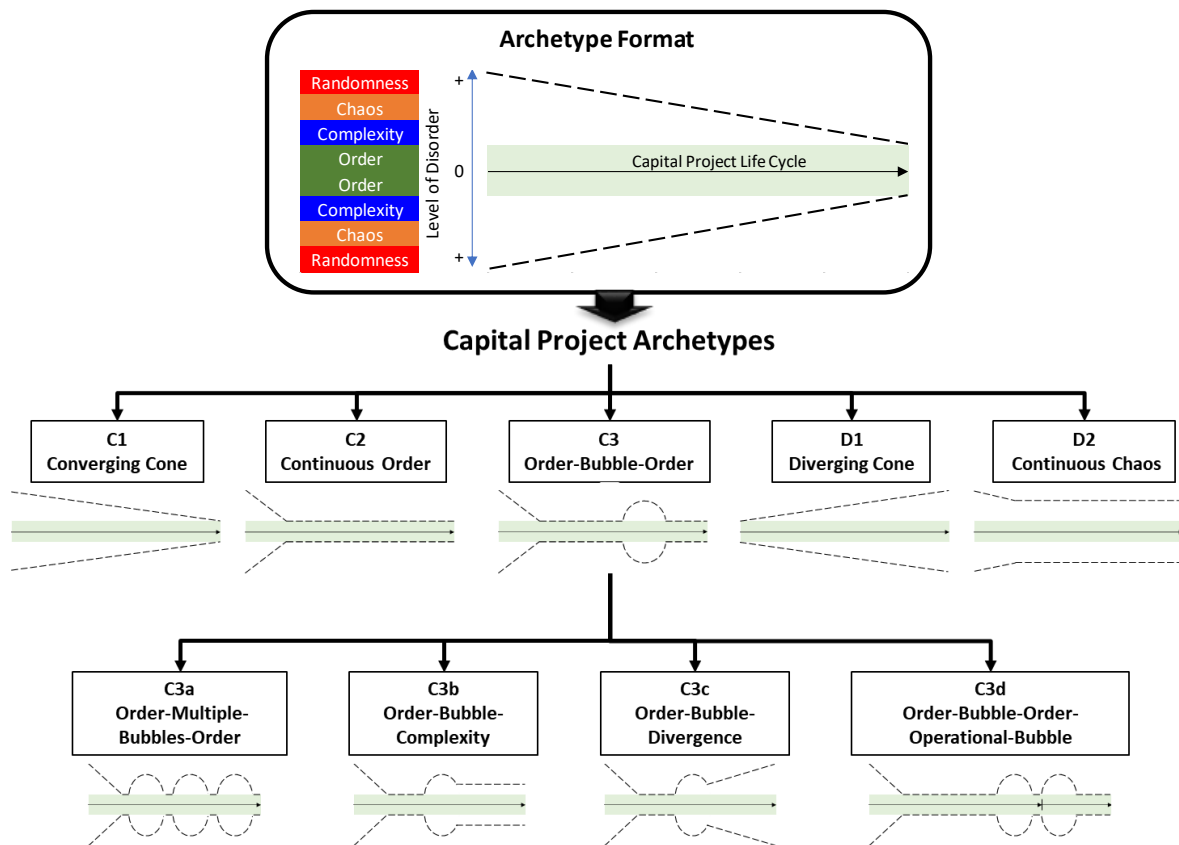 Archetype Format
Randomness
Chaos
Complexity
Order
Order
Complexity
Chaos
Randomness
Level of Disorder
+
0
+
Capital Project Life Cycle
Capital Project Archetypes
C1
Converging Cone
C2
Continuous Order
C3
Order-Bubble-Order
D1
Diverging Cone
D2
Continuous Chaos
C3a
Order-Multiple-
Bubbles-Order
C3b
Order-Bubble-
Complexity
C3c
Order-Bubble-
Divergence
C3d
Order-Bubble-Order-
Operational-Bubble